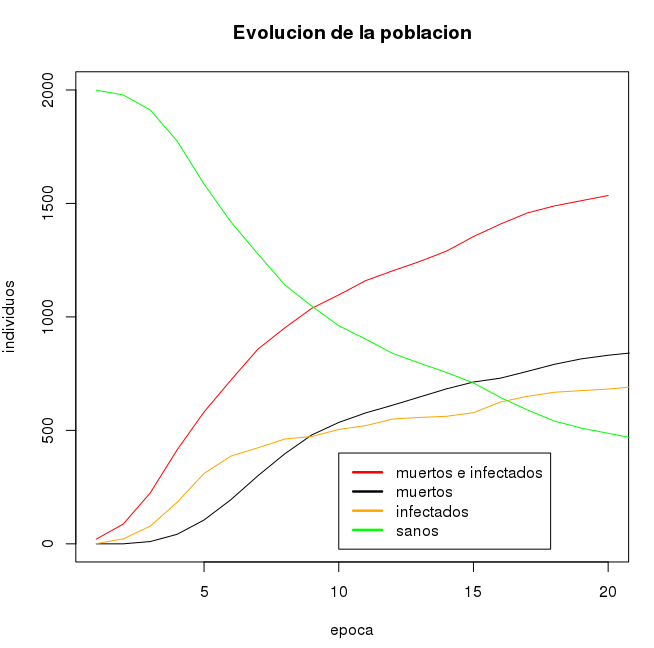 Evolucion de la poblacion
individuos
2000
1500
1000
500
0
muertos e infectados
muertos
infectados
sanos
5 10 15 20
epoca